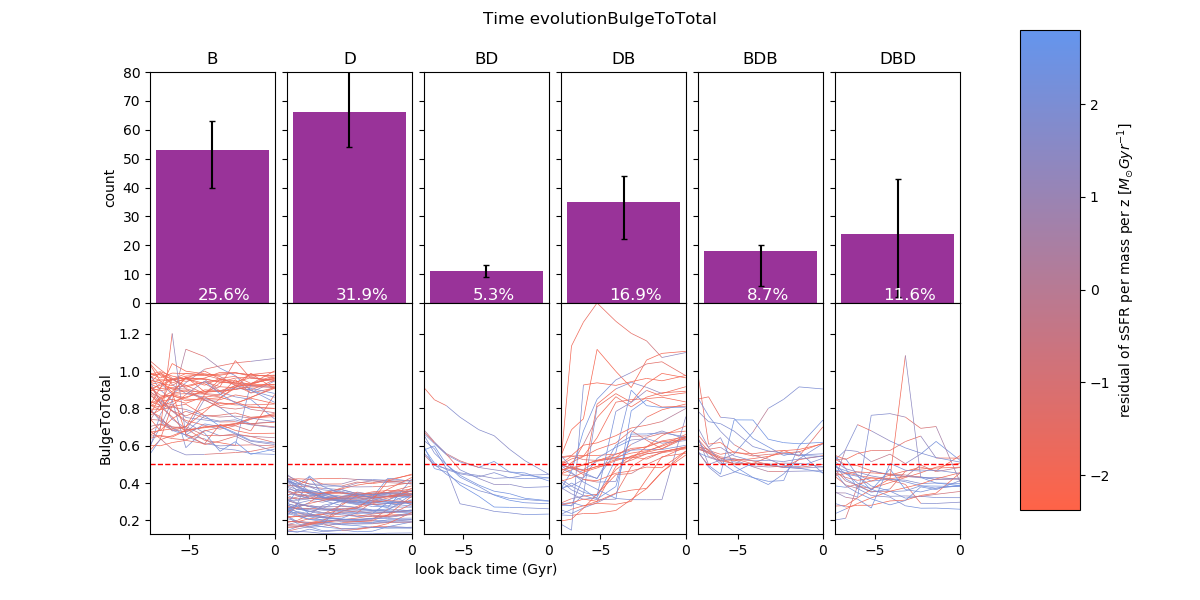 Time evolutionBulgeToTotal
B D BD DB BDB DBD
80
70
60
50
40
30
20
10
0
count
25.6% 31.9% 5.3% 16.9% 8.7% 11.6%
1.2
1.0
0.8
0.6
0.4
0.2
BulgeToTotal
−5 0 −5 0 −5 0 −5 0 −5 0 −5 0
look back time (Gyr)
2
1
0
−1
−2
residual of sSFR per mass per z [$M_{\odot}Gyr^{-1}$]